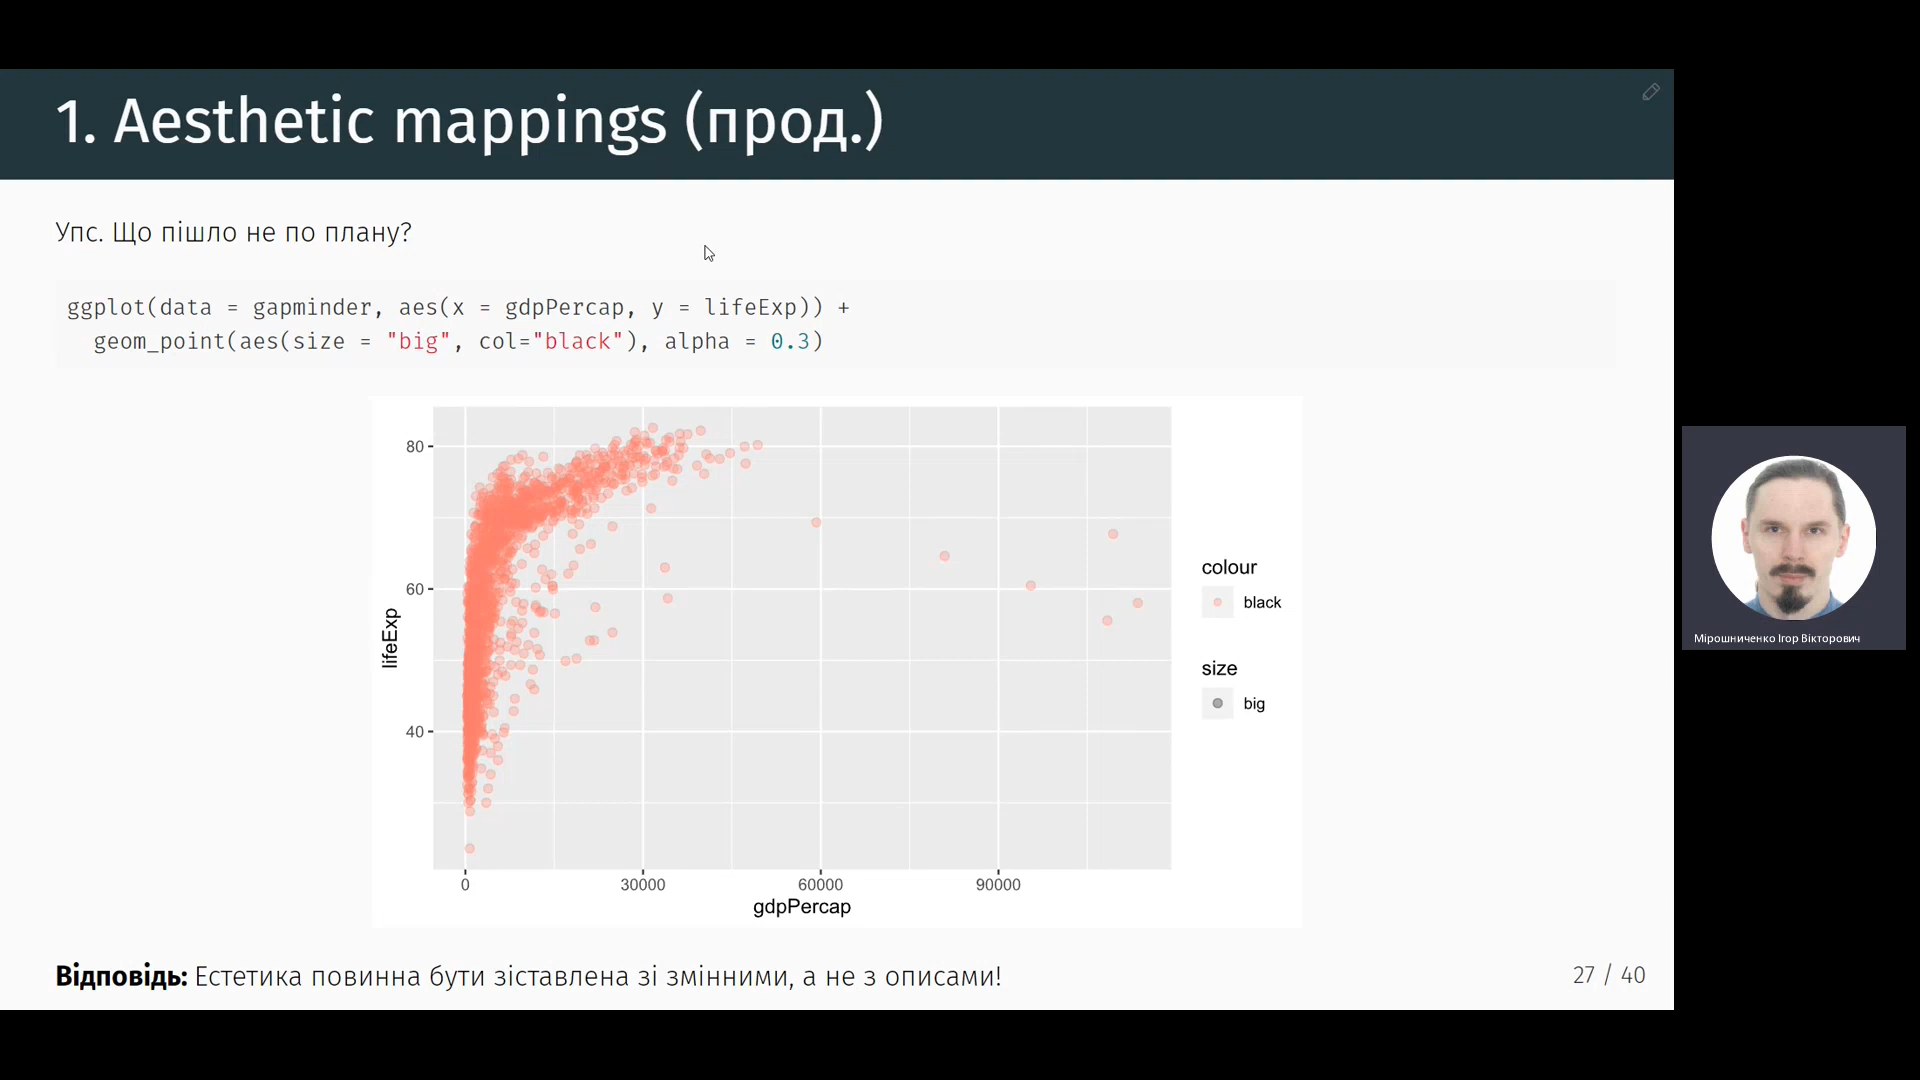 1. Aesthetic mappings (прод.)
Упс. Що пішло не по плану?
ggplot(data = gapminder, aes(x = gdpPercap, y = lifeExp)) +
geom_point(aes(size = "big", col="black"), alpha = 0.3)
80
60
40
lifeExp
0
30000
60000
90000
gdpPercap
colour
black
size
big
Мірошниченко Ігор Вікторович
Відповідь: Естетика повинна бути зіставлена зі змінними, а не з описами!
27 / 40